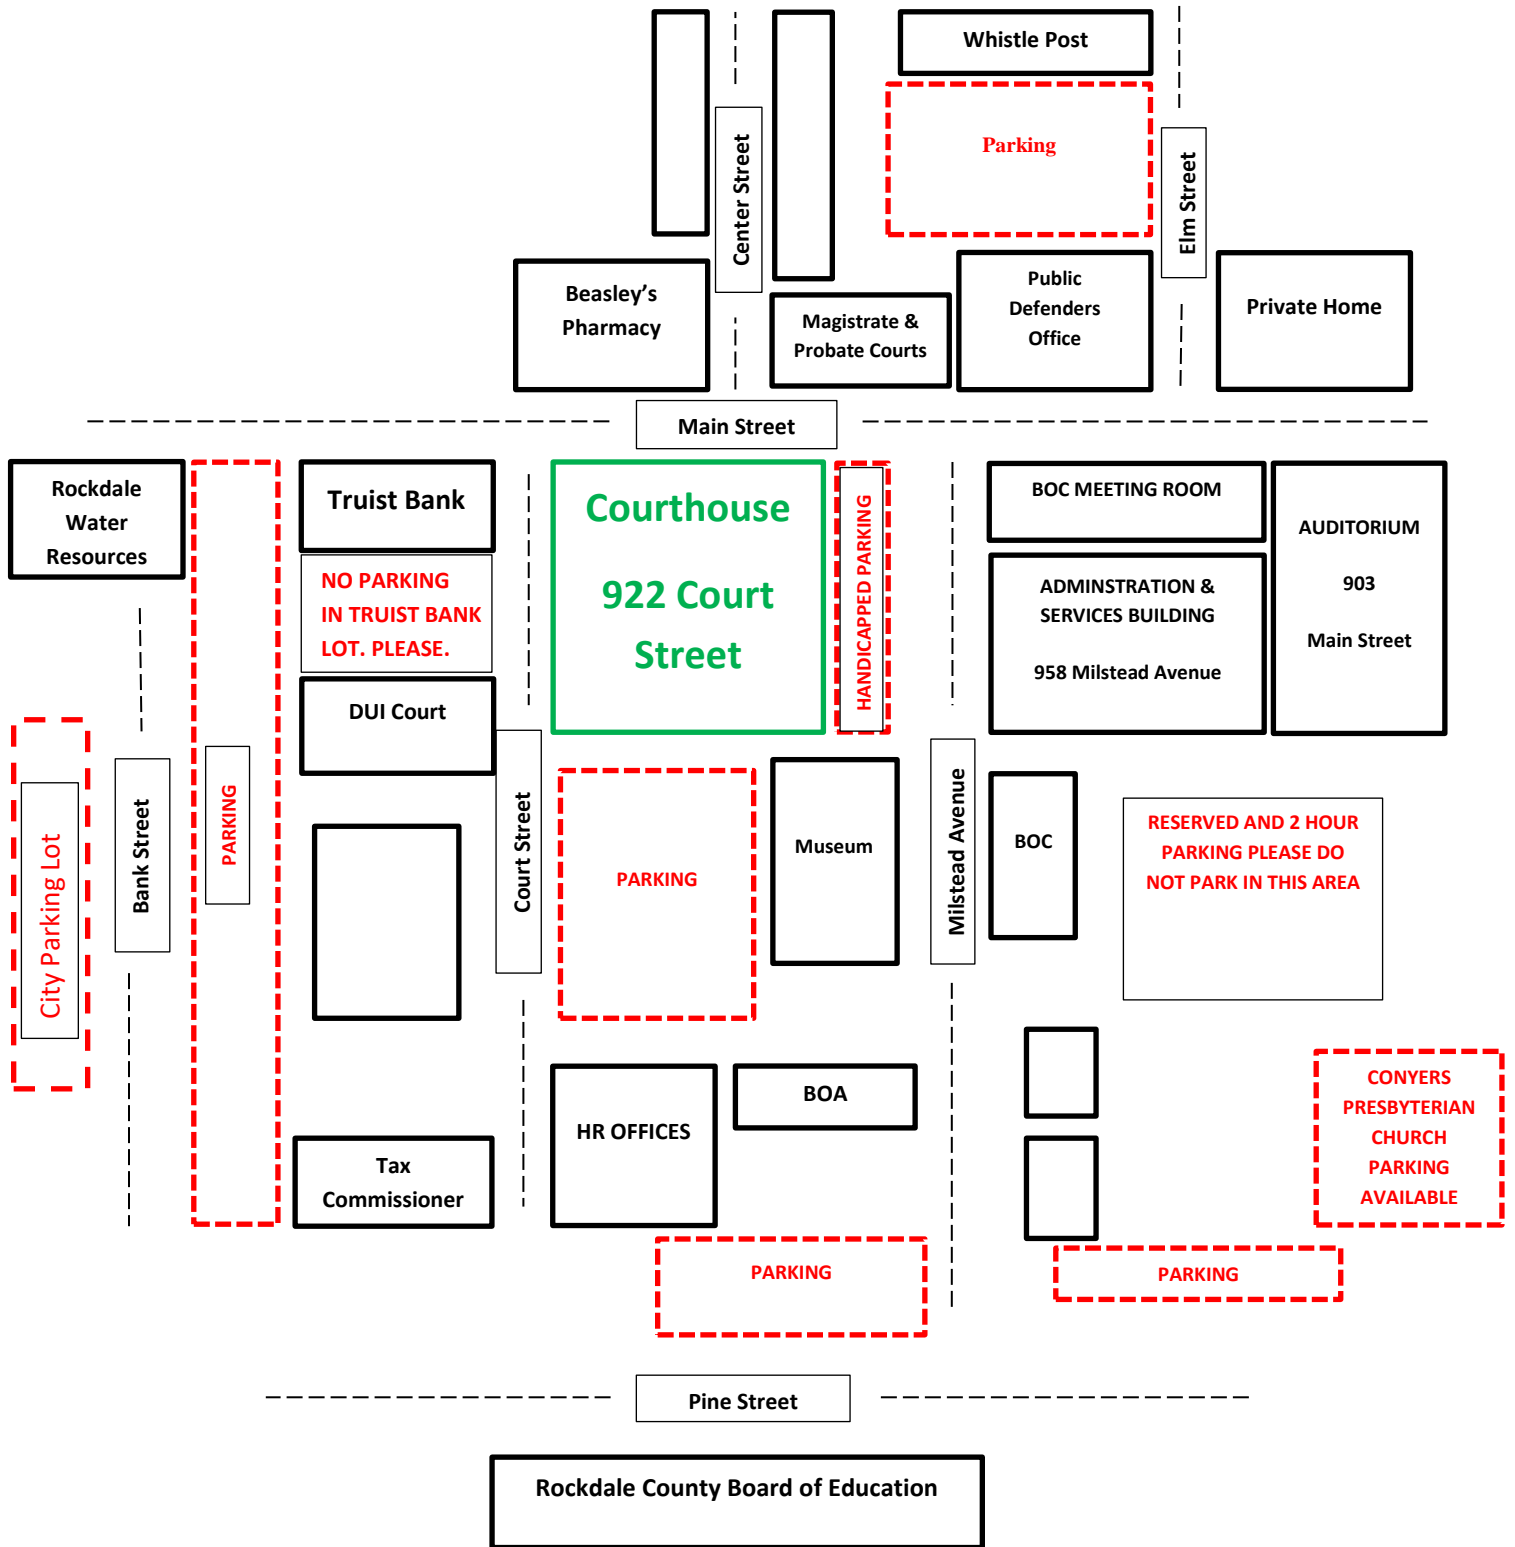 Whistle Post
Parking
Center Street
Elm Street
Beasley’s
Pharmacy
Magistrate &
Probate Courts
Public
Defenders
Office
Private Home
Main Street
Rockdale
Water
Resources
Truist Bank
NO PARKING
IN TRUIST BANK
LOT. PLEASE.
DUI Court
Courthouse
922 Court
Street
HANDICAPPED PARKING
BOC MEETING ROOM
ADMINSTRATION &
SERVICES BUILDING
958 Milstead Avenue
AUDITORIUM
903
Main Street
City Parking Lot
Bank Street
PARKING
Court Street
PARKING
Museum
Milstead Avenue
BOC
RESERVED AND 2 HOUR
PARKING PLEASE DO
NOT PARK IN THIS AREA
Tax
Commissioner
HR OFFICES
BOA
CONYERS
PRESBYTERIAN
CHURCH
PARKING
AVAILABLE
PARKING
PARKING
Pine Street
Rockdale County Board of Education